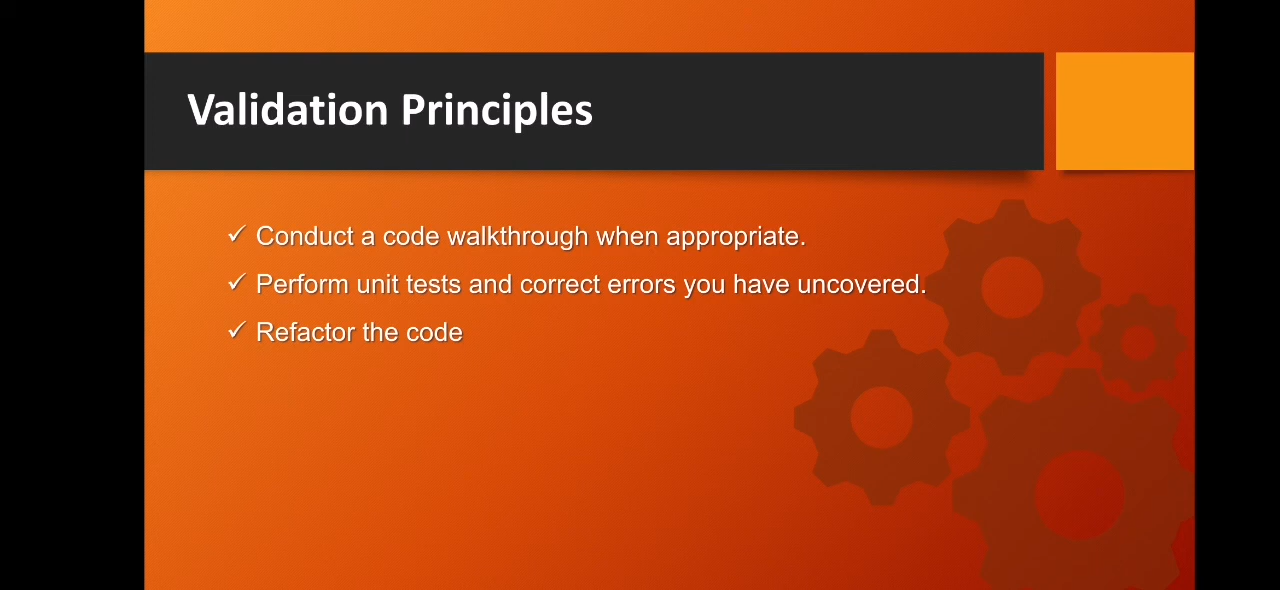 Validation Principles
✓ Conduct a code walkthrough when appropriate.
✓ Perform unit tests and correct errors you have uncovered.
✓ Refactor the code